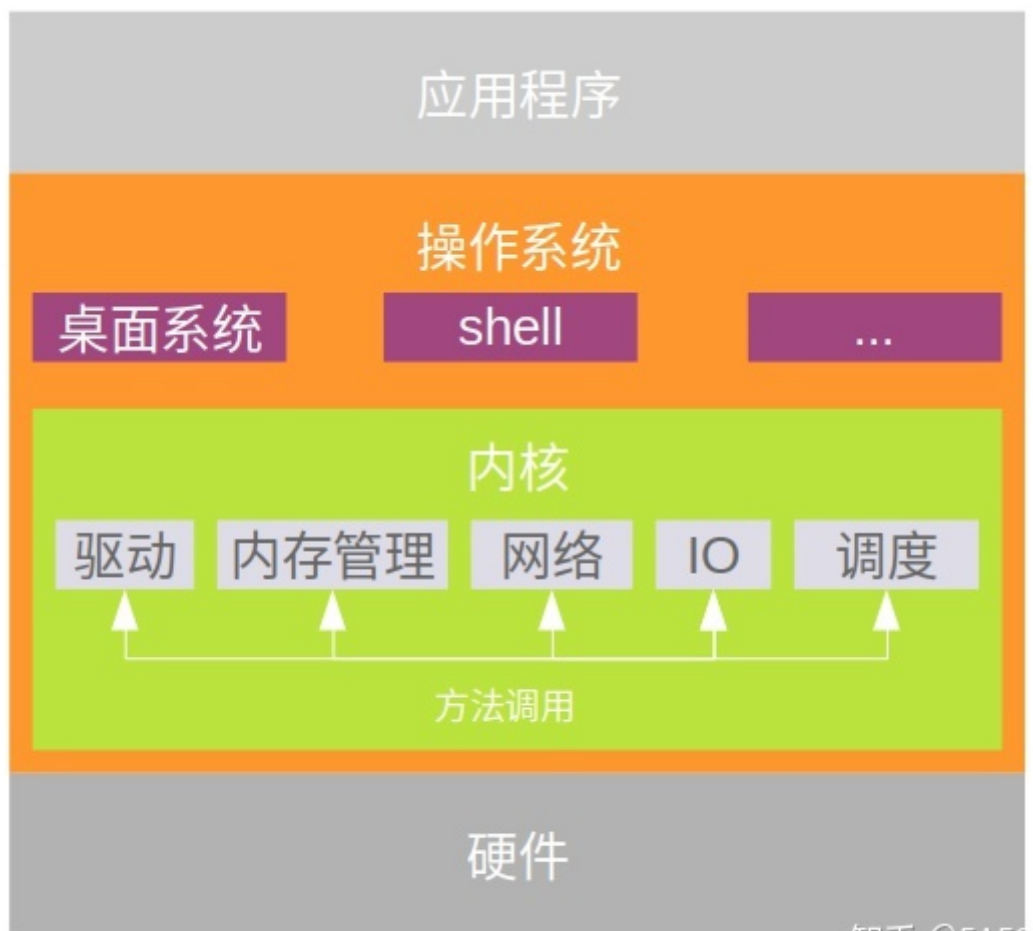 应用程序
操作系统
桌面系统 shell ...
内核
驱动 内存管理 网络 IO 调度
方法调用
硬件